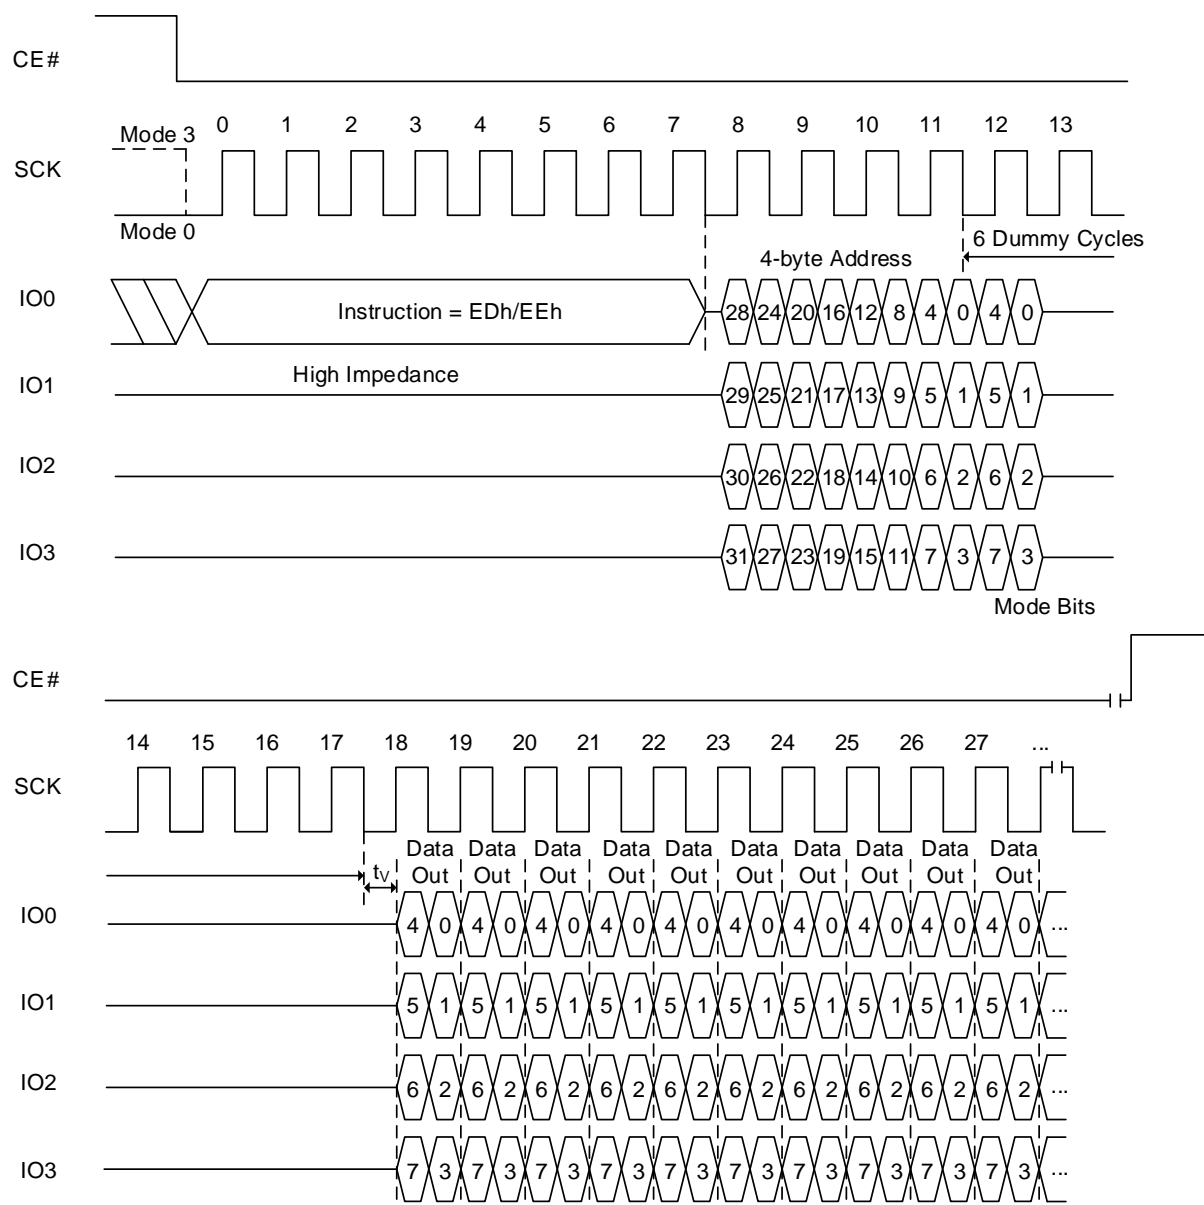 CE#
0 1 2 3 4 5 6 7 8 9 10 11 12 13
Mode 3
SCK
Mode 0
6 Dummy Cycles
4-byte Address
IO0
Instruction = EDh/EEh
28 24 20 16 12 8 4 0 4 0
High Impedance
IO1
29 25 21 17 13 9 5 1 5 1
IO2
30 26 22 18 14 10 6 2 6 2
IO3
31 27 23 19 15 11 7 3 7 3
Mode Bits
CE#
14 15 16 17 18 19 20 21 22 23 24 25 26 27 ...
SCK
Data Data Data Data Data Data Data Data Data Data
tV Out Out Out Out Out Out Out Out Out Out
IO0
4 0 4 0 4 0 4 0 4 0 4 0 4 0 4 0 4 0 4 0 ...
IO1
5 1 5 1 5 1 5 1 5 1 5 1 5 1 5 1 5 1 5 1 ...
IO2
6 2 6 2 6 2 6 2 6 2 6 2 6 2 6 2 6 2 6 2 ...
IO3
7 3 7 3 7 3 7 3 7 3 7 3 7 3 7 3 7 3 7 3 ...